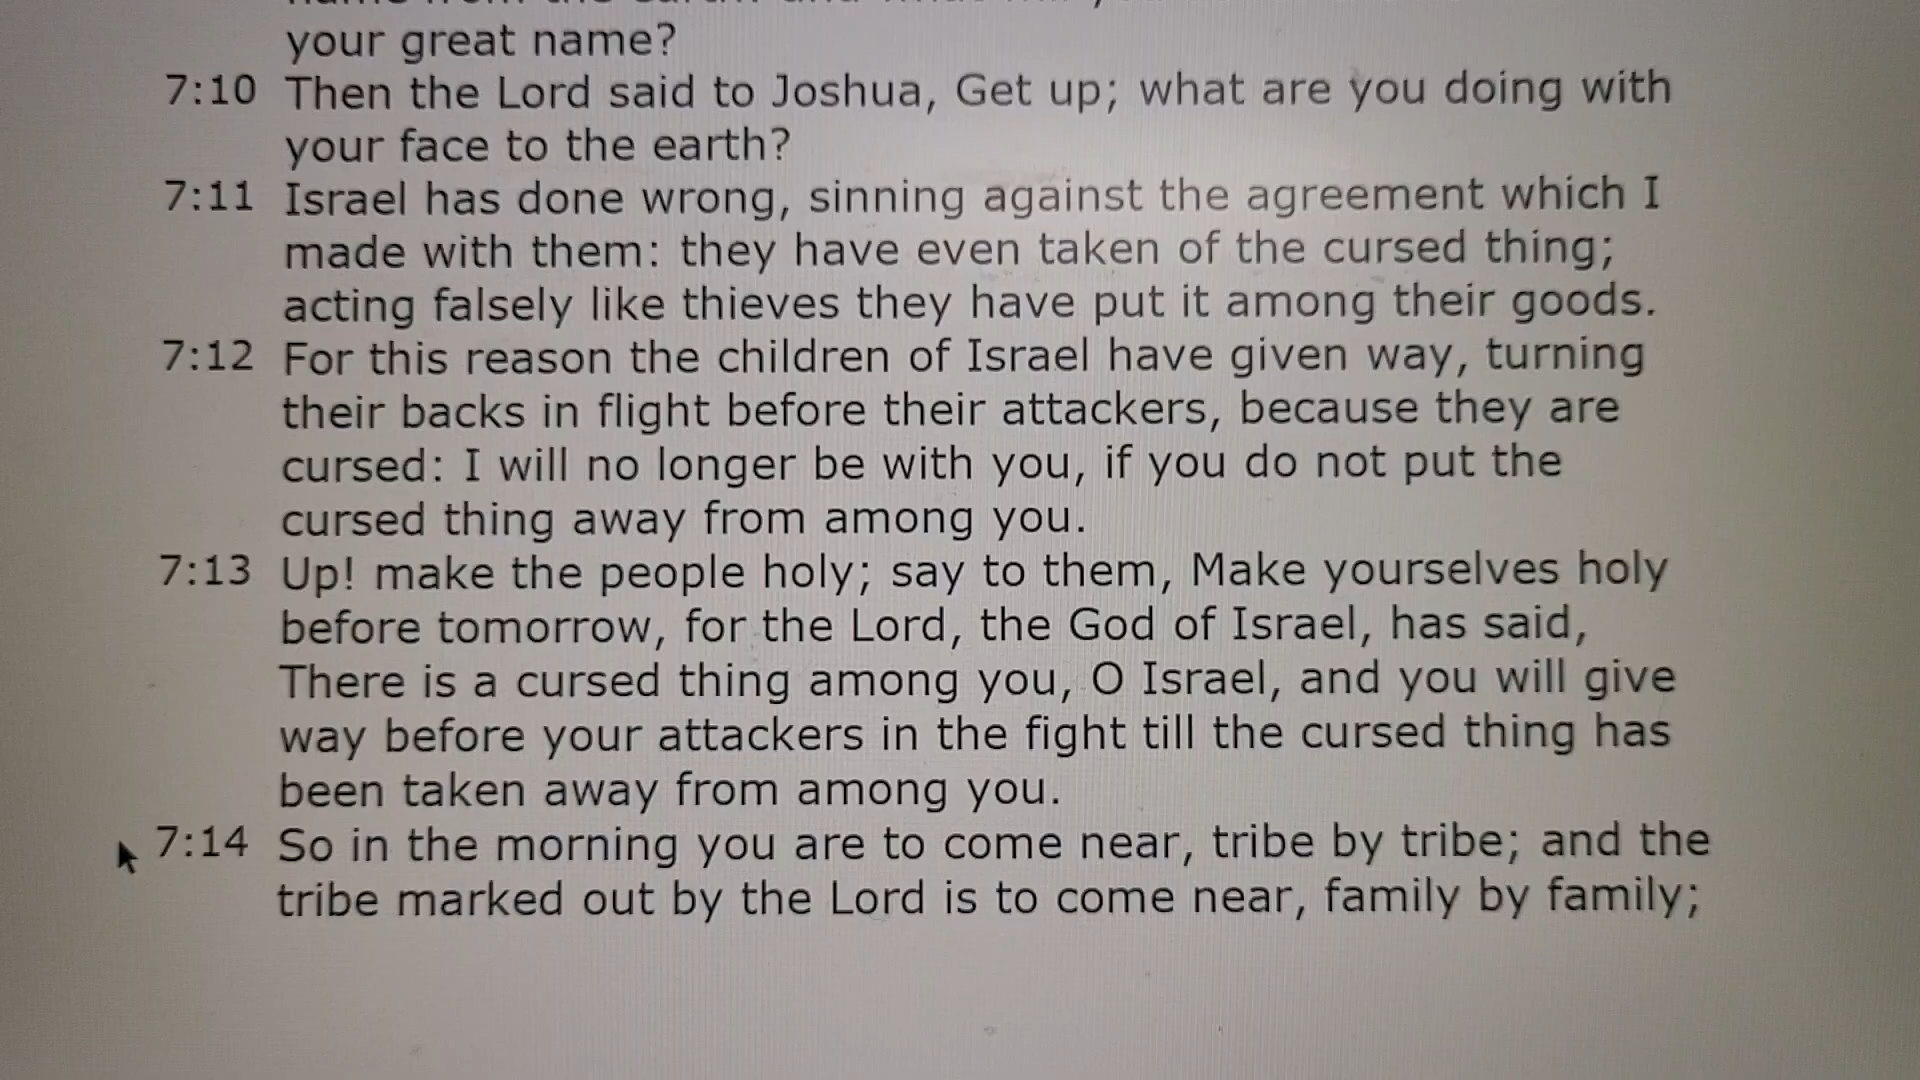 your great name?
7:10 Then the Lord said to Joshua, Get up; what are you doing with
your face to the earth?
7:11 Israel has done wrong, sinning against the agreement which I
made with them: they have even taken of the cursed thing;
acting falsely like thieves they have put it among their goods.
7:12 For this reason the children of Israel have given way, turning
their backs in flight before their attackers, because they are
cursed: I will no longer be with you, if you do not put the
cursed thing away from among you.
7:13 Up! make the people holy; say to them, Make yourselves holy
before tomorrow, for the Lord, the God of Israel, has said,
There is a cursed thing among you, O Israel, and you will give
way before your attackers in the fight till the cursed thing has
been taken away from among you.
7:14 So in the morning you are to come near, tribe by tribe; and the
tribe marked out by the Lord is to come near, family by family;